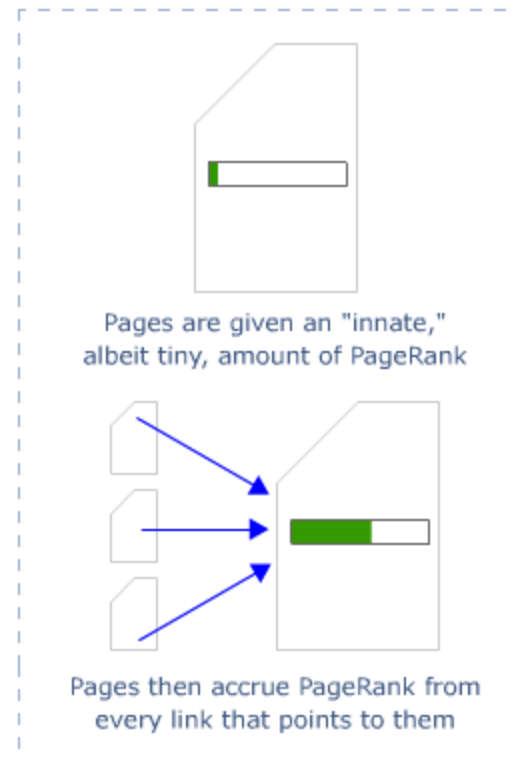 Pages are given an "innate,"
albeit tiny, amount of PageRank
Pages then accrue PageRank from
every link that points to them